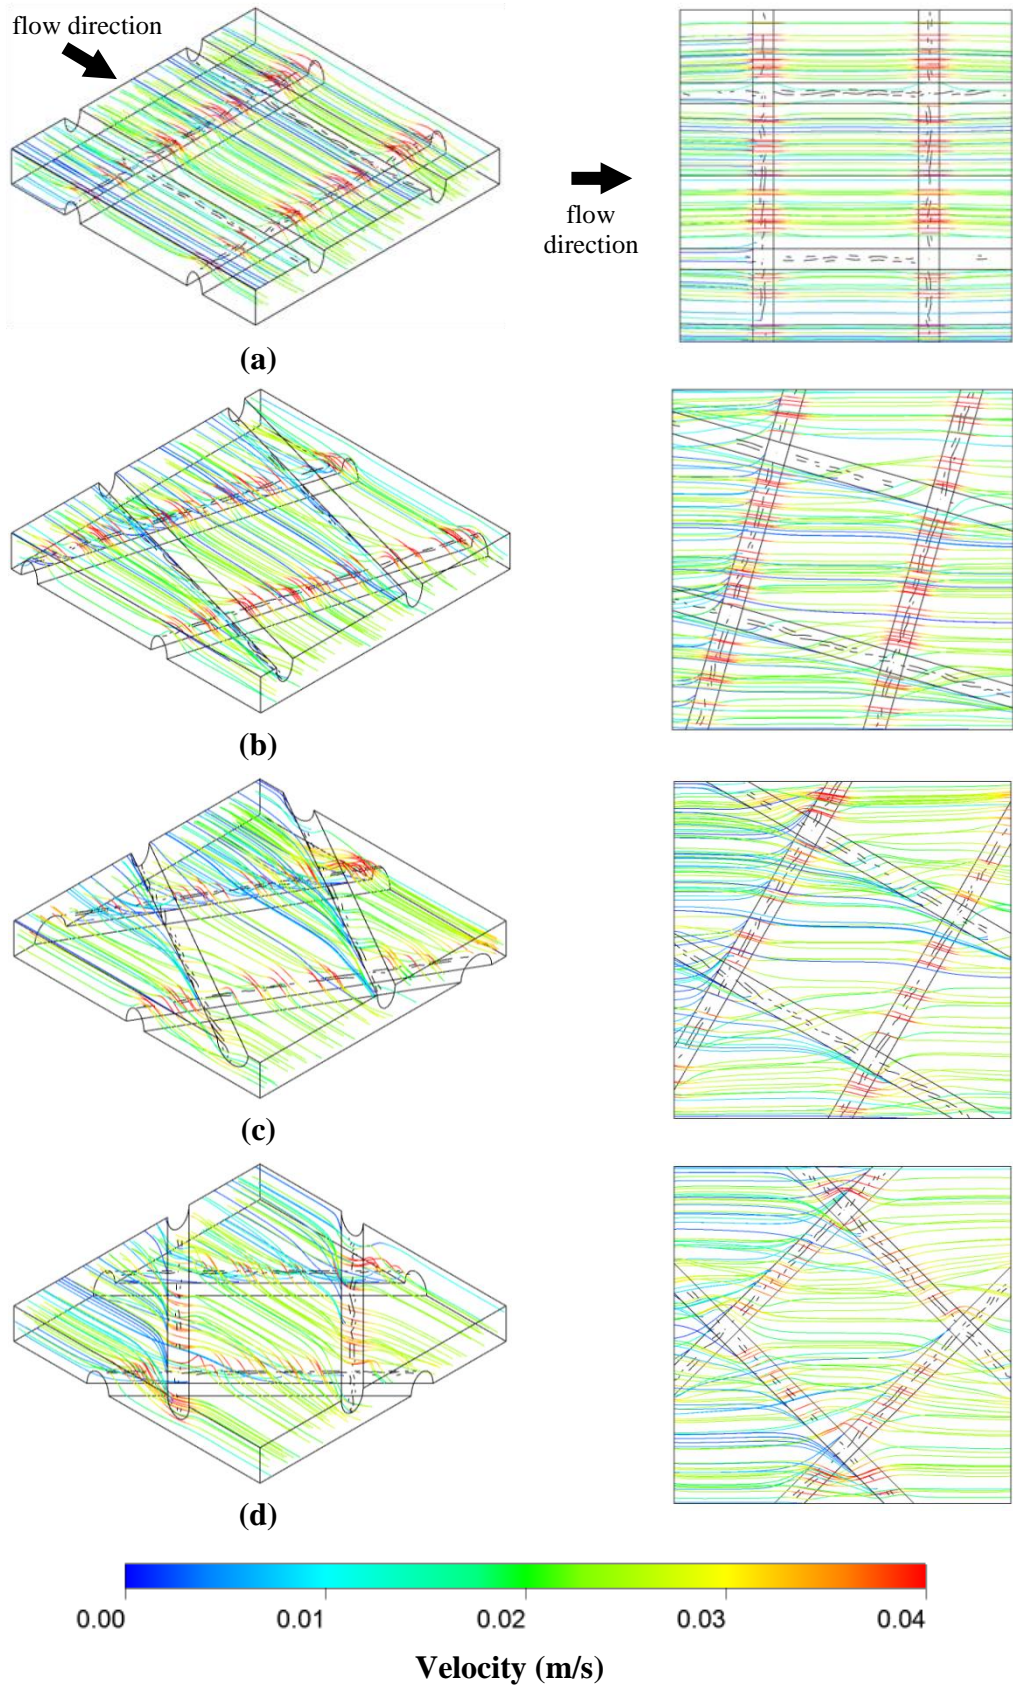 flow direction
flow
direction
(a)
(b)
(c)
(d)
0.00 0.01 0.02 0.03 0.04
Velocity (m/s)